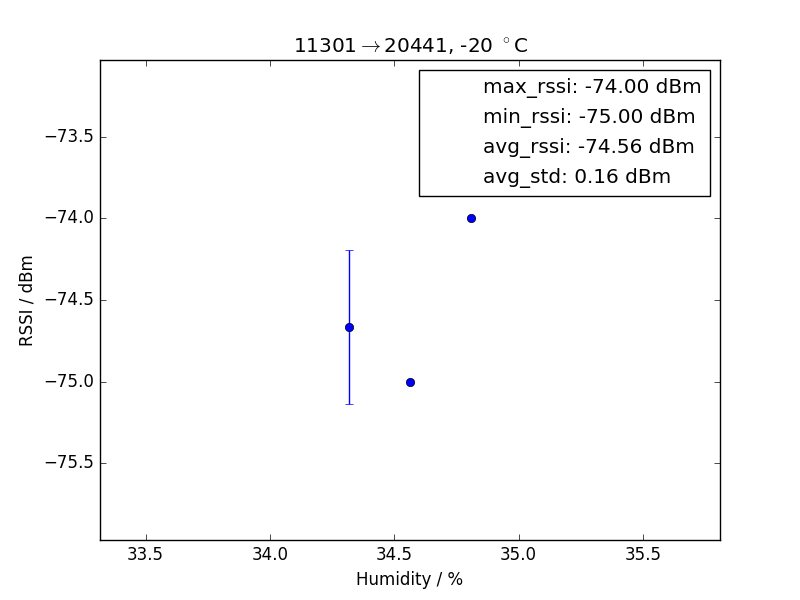 11301→20441, -20 °C
max_rssi: -74.00 dBm
min_rssi: -75.00 dBm
avg_rssi: -74.56 dBm
avg_std: 0.16 dBm
−73.5
−74.0
−74.5
−75.0
−75.5
RSSI / dBm
33.5 34.0 34.5 35.0 35.5
Humidity / %